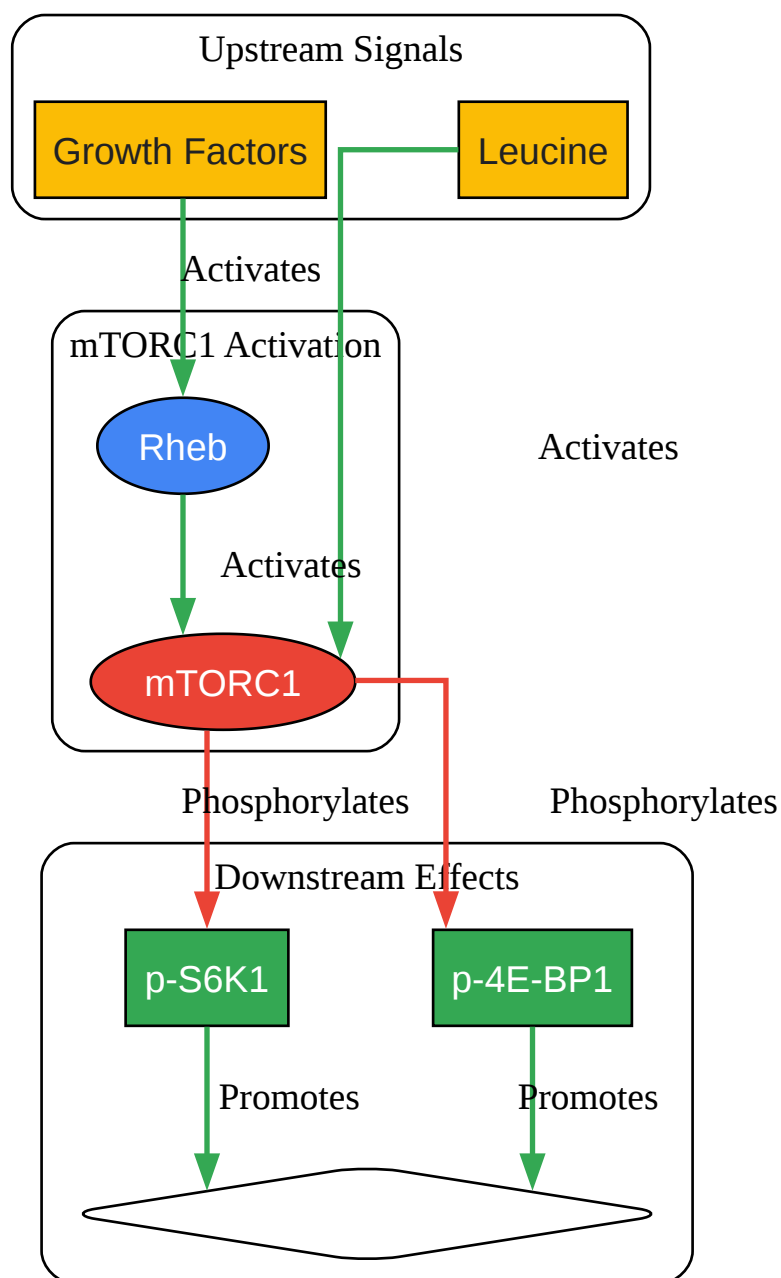 Upstream Signals
Growth Factors
Leucine
Activates
mTORC1 Activation
Rheb
Activates
Activates
mTORC1
Phosphorylates
Phosphorylates
Downstream Effects
p-S6K1
p-4E-BP1
Promotes
Promotes